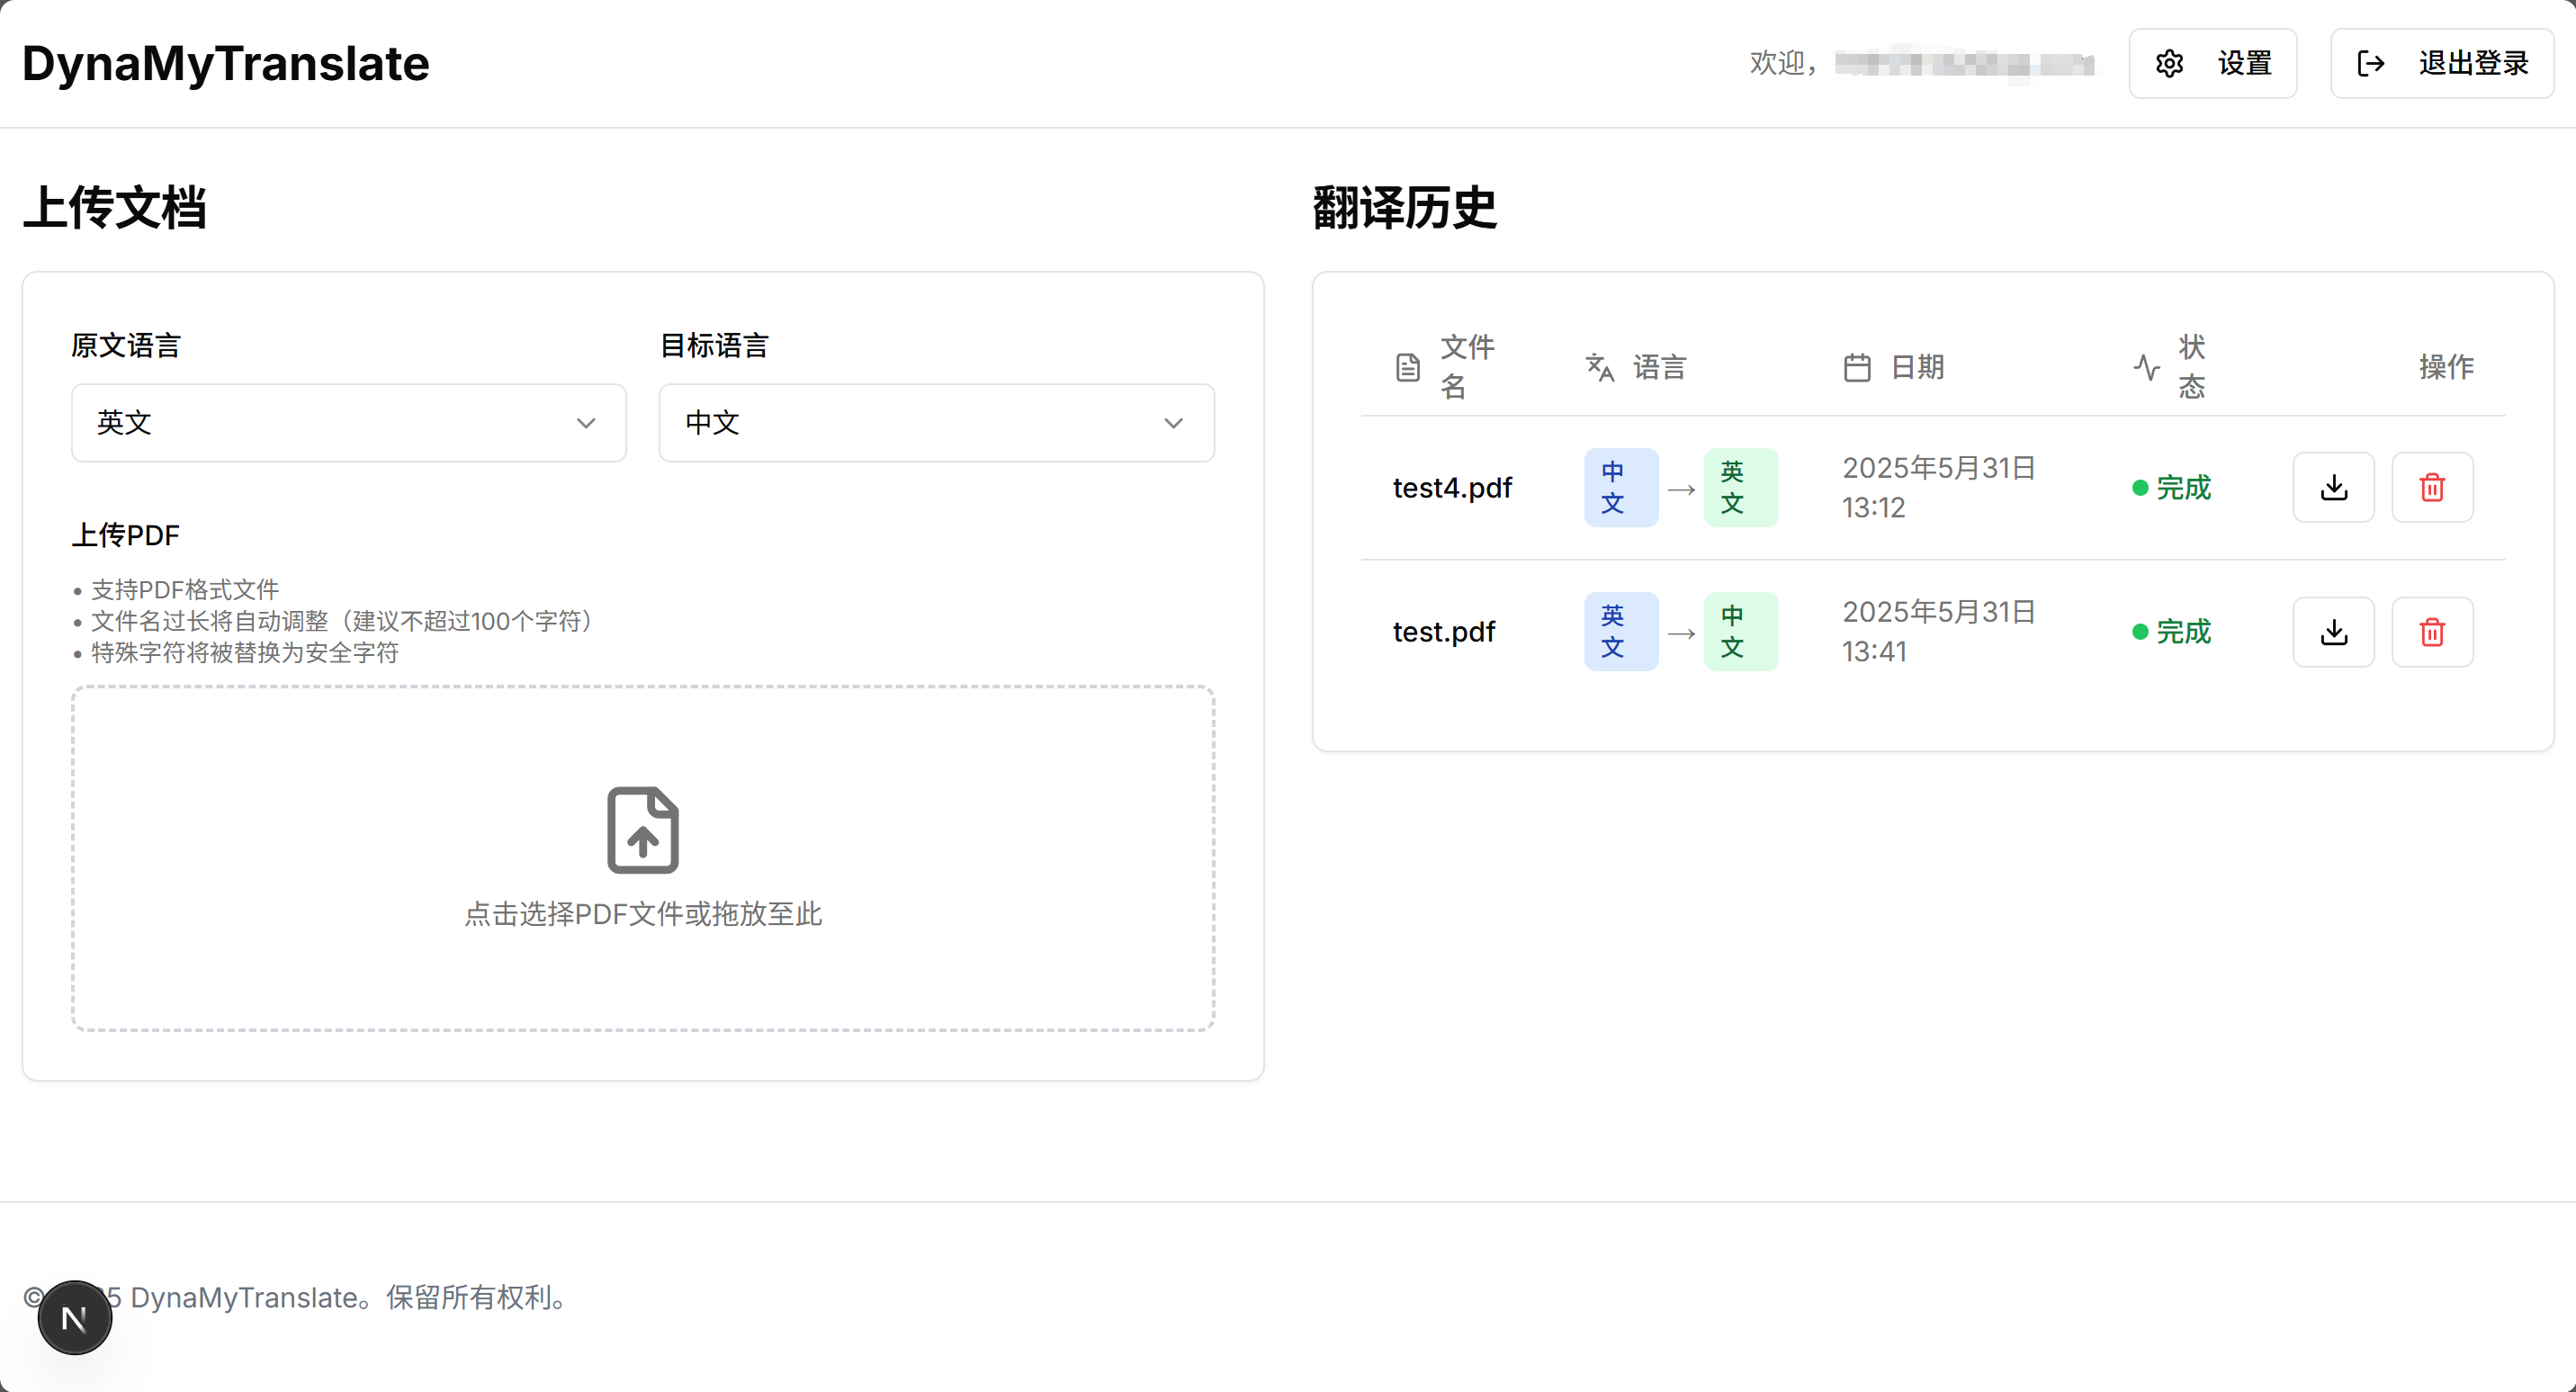 DynaMyTranslate
欢迎，
设置
退出登录
上传文档
原文语言
目标语言
英文
中文
上传PDF
• 支持PDF格式文件
• 文件名过长将自动调整（建议不超过100个字符）
• 特殊字符将被替换为安全字符
点击选择PDF文件或拖放至此
翻译历史
文件
名
语言
日期
状
态
操作
test4.pdf
中
文
→
英
文
2025年5月31日
13:12
完成
test.pdf
英
文
→
中
文
2025年5月31日
13:41
完成
© 5 DynaMyTranslate。保留所有权利。
N